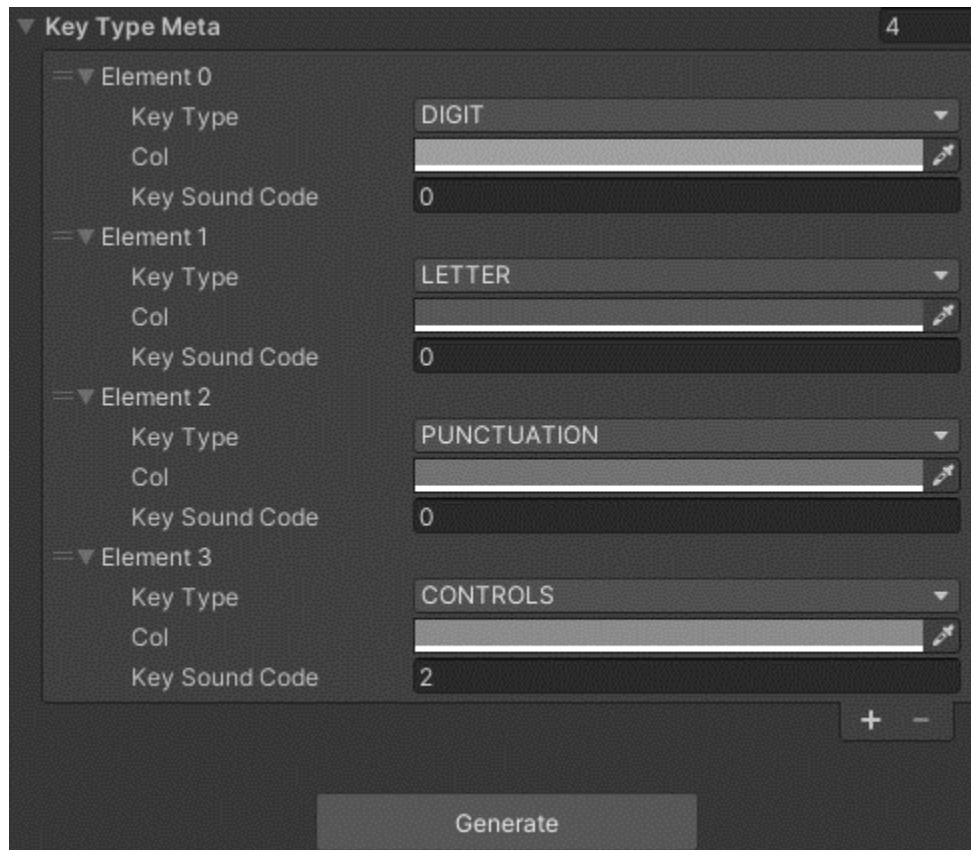 Key Type Meta 4
Element 0
Key Type DIGIT
Col
Key Sound Code 0
Element 1
Key Type LETTER
Col
Key Sound Code 0
Element 2
Key Type PUNCTUATION
Col
Key Sound Code 0
Element 3
Key Type CONTROLS
Col
Key Sound Code 2
+ −
Generate